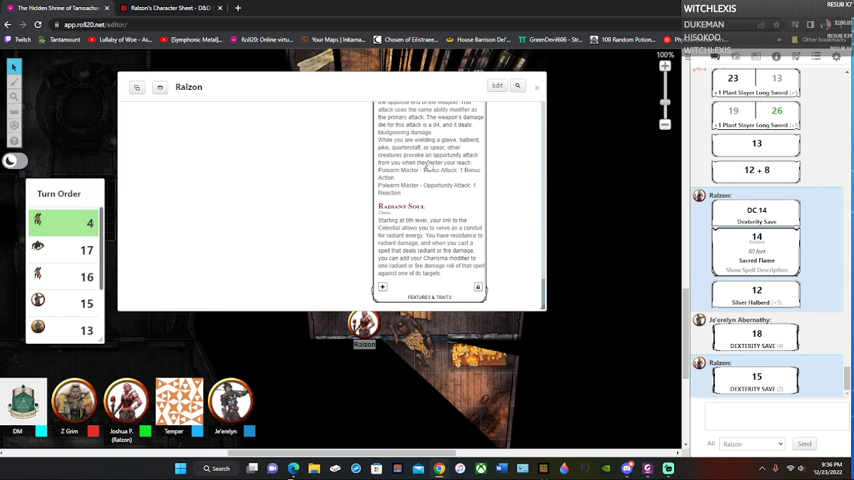 The Hidden Shrine of Tamoachan
Ralzon's Character Sheet - D&D
app.roll20.net/editor/
Twitch
Tantamount
Lullaby of Woe - A...
[Symphonic Metal]...
Roll20: Online virtu...
Your Maps | Inkarna...
Chosen of Eilistraee...
House Barrison Del'...
GreenDevil606 - Str...
100 Random Potion...
Other bookmarks
WITCHLEXIS
DUKEMAN
HISOKOO
WITCHLEXIS
RESUB X7
$100.00
RESUB X7
100%
Ralzon
Edit
the opposite end of the weapon. This
attack uses the same ability modifier as
the primary attack. The weapon's damage
die for this attack is a d4, and it deals
bludgeoning damage
While you are wielding a glaive, halberd,
pike, quarterstaff, or spear, other
creatures provoke an opportunity attack
from you when they enter your reach.
Polearm Master - Bonus Attack: 1 Bonus
Action
Polearm Master - Opportunity Attack: 1
Reaction
RADIANT SOUL
Starting at 6th level, your link to the
Celestial allows you to serve as a conduit
for radiant energy. You have resistance to
radiant damage, and when you cast a
spell that deals radiant or fire damage,
you can add your Charisma modifier to
one radiant or fire damage roll of that spell
against one of its targets.
FEATURES & TRAITS
Turn Order
4
17
16
15
13
Ralzon
DM
Z Grim
Joshua P.
(Ralzon)
Temper
Je'erelyn
23 13
+1 Plant Slayer Long Sword
19 26
+1 Plant Slayer Long Sword
13
12 + 8
Ralzon:
DC 14
Dexterity Save
14
Radiant
60 feet
Sacred Flame
Show Spell Description
12
Silver Halberd (+5)
Je'erelyn Abernathy:
18
DEXTERITY SAVE (4)
Ralzon:
15
DEXTERITY SAVE (2)
As:
Ralzon
Send
Search
9:36 PM
12/23/2022